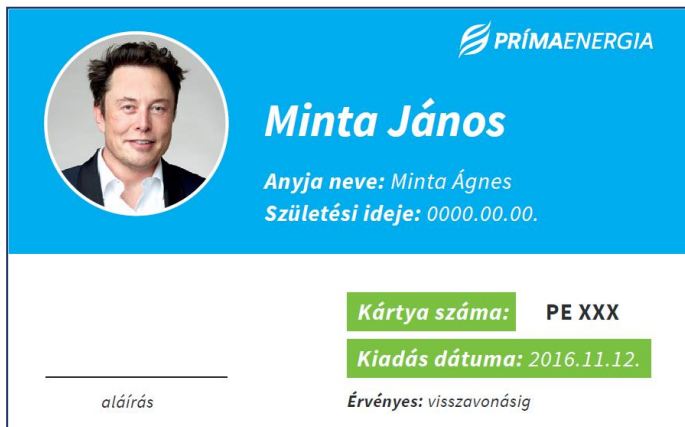 PRÍMAENERGIA
Minta János
Anyja neve: Minta Ágnes
Születési ideje: 0000.00.00.
Kártya száma: PE XXX
Kiadás dátuma: 2016.11.12.
aláírás
Érvényes: visszavonásig